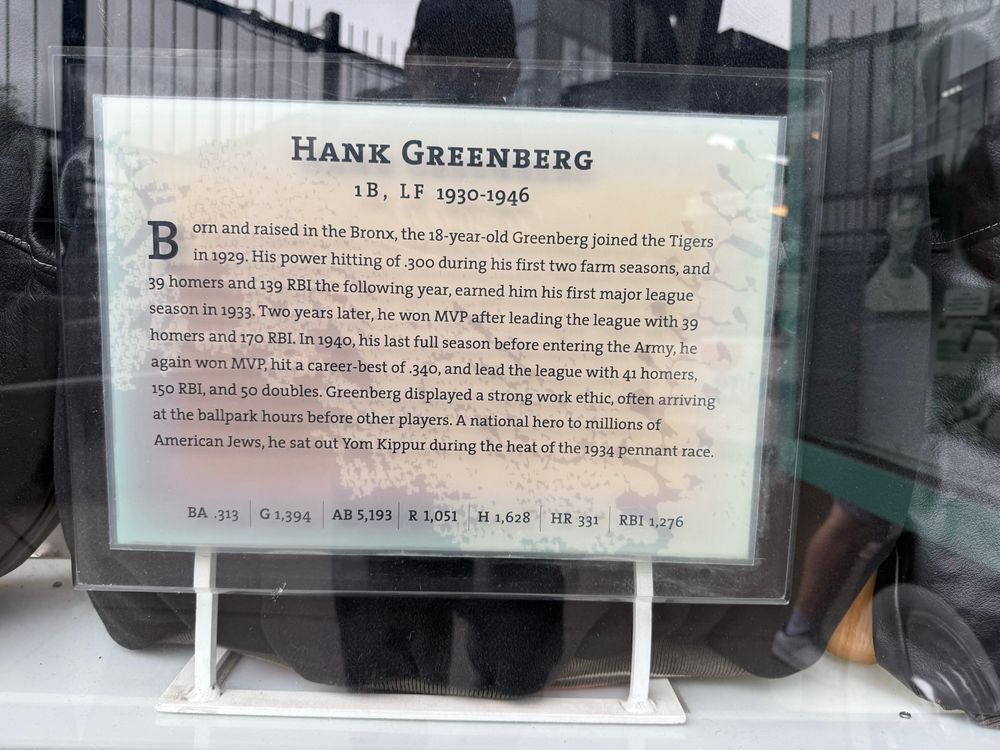 HANK GREENBERG
1B, LF 1930-1946
Born and raised in the Bronx, the 18-year-old Greenberg joined the Tigers
in 1929. His power hitting of .300 during his first two farm seasons, and
39 homers and 139 RBI the following year, earned him his first major league
season in 1933. Two years later, he won MVP after leading the league with 39
homers and 170 RBI. In 1940, his last full season before entering the Army, he
again won MVP, hit a career-best of .340, and lead the league with 41 homers,
150 RBI, and 50 doubles. Greenberg displayed a strong work ethic, often arriving
at the ballpark hours before other players. A national hero to millions of
American Jews, he sat out Yom Kippur during the heat of the 1934 pennant race.
BA .313 | G 1,394 | AB 5,193 | R 1,051 | H 1,628 | HR 331 | RBI 1,276